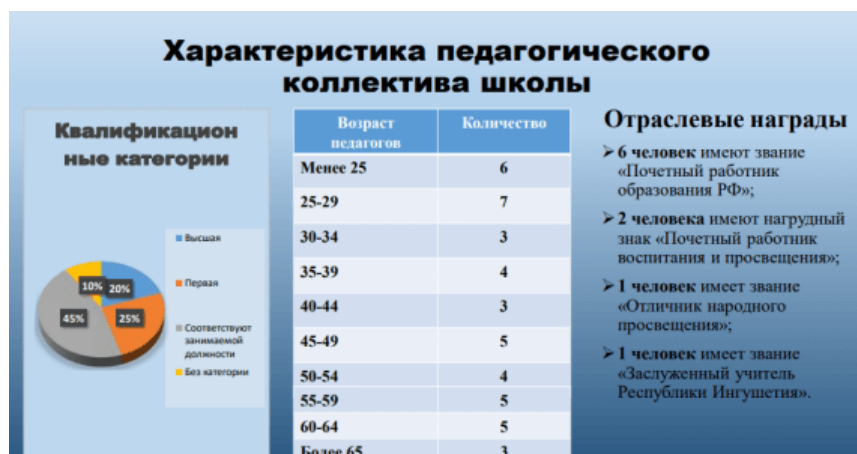 Характеристика педагогического
коллектива школы
Квалификацион
ные категории
10% 20%
45% 25%
Высшая
Первая
Соответствуют
занимаемой
должности
Без категории
Возраст педагогов Количество
Менее 25 6
25-29 7
30-34 3
35-39 4
40-44 3
45-49 5
50-54 4
55-59 5
60-64 5
Более 65 3
Отраслевые награды
➢6 человек имеют звание
«Почетный работник
образования РФ»;
➢2 человека имеют нагрудный
знак «Почетный работник
воспитания и просвещения»;
➢1 человек имеет звание
«Отличник народного
просвещения»;
➢1 человек имеет звание
«Заслуженный учитель
Республики Ингушетия».